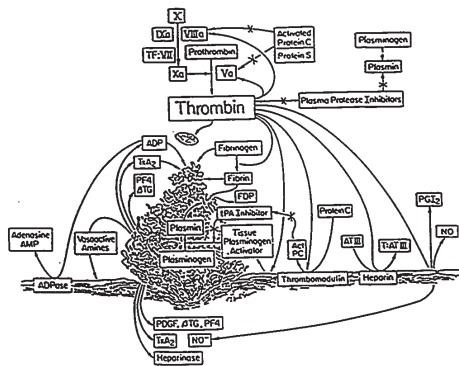 X
IXa
VIIIa
Activated
Protein C
Protein S
TF:VII
Prothrombin
Plasminogen
Xa
Va
Plasmin
Thrombin
Plasma Protease Inhibitors
ADP
Fibrinogen
TxA2
PF4
βTG
Fibrin
FDP
PGI2
tPA Inhibitor
Protein C
Adenosine
AMP
Vasoactive
Amines
Plasmin
Tissue
Plasminogen
Activator
Act
PC
AT III
T:AT III
NO
Plasminogen
ADPase
Thrombomodulin
Heparin
PDGF, βTG, PF4
TxA2
NO⁻
Heparinase